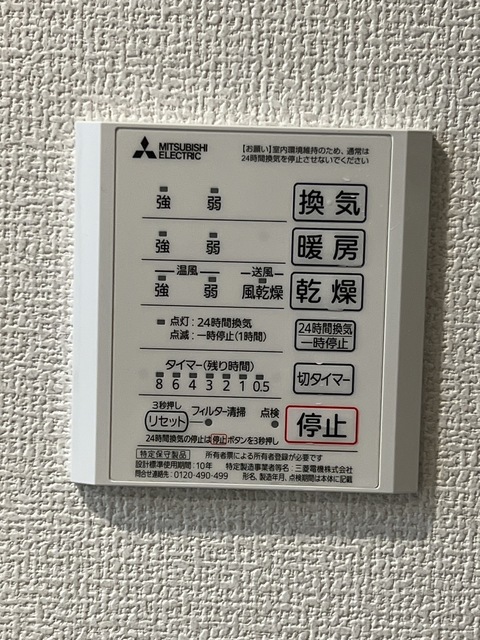 MITSUBISHI
ELECTRIC
【お願い】室内環境維持のため、通常は
24時間換気を停止させないでください
強 弱 換気
強 弱 暖房
温風 送風
強 弱 風乾燥 乾燥
点灯:24時間換気
点滅:一時停止(1時間)
24時間換気
一時停止
タイマー(残り時間)
8 6 4 3 2 1 0.5
切タイマー
3秒押し
リセット フィルター清掃 点検
停止
24時間換気の停止は停止ボタンを3秒押し
特定保守製品 所有者票による所有者登録が必要です
設計標準使用期間:10年 特定製造事業者等名:三菱電機株式会社
問合せ連絡先:0120-490-499 形名、製造年月、点検期間は本体に記載